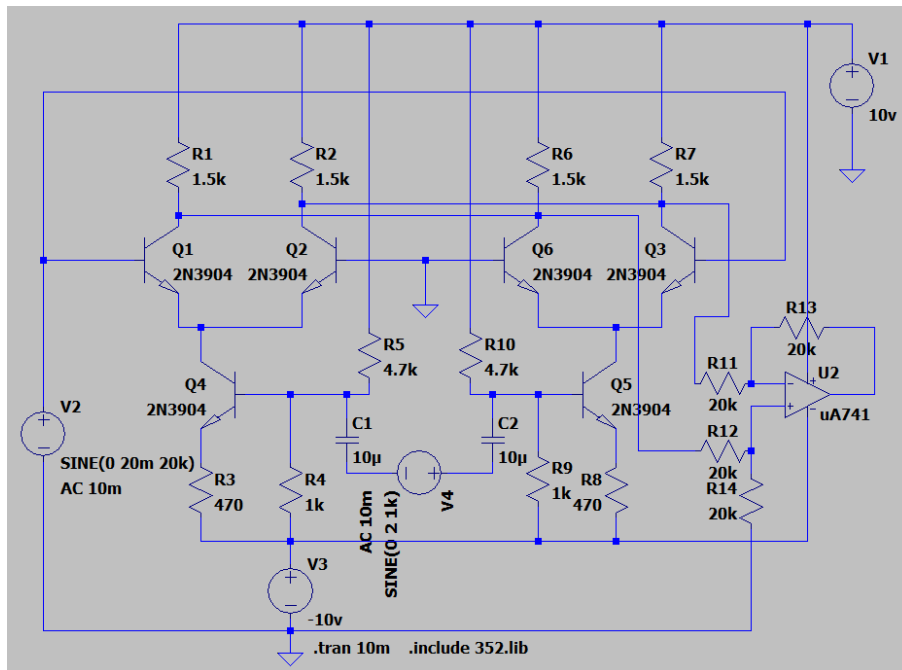 V1
10v
R1
1.5k
R2
1.5k
R6
1.5k
R7
1.5k
Q1
2N3904
Q2
2N3904
Q6
2N3904
Q3
2N3904
R5
4.7k
R10
4.7k
R13
20k
R11
20k
U2
uA741
Q4
2N3904
Q5
2N3904
V2
SINE(0 20m 20k)
AC 10m
C1
10µ
C2
10µ
R12
20k
R14
20k
R3
470
R4
1k
V4
AC 10m
SINE(0 2 1k)
R9
1k
R8
470
V3
-10v
.tran 10m
.include 352.lib